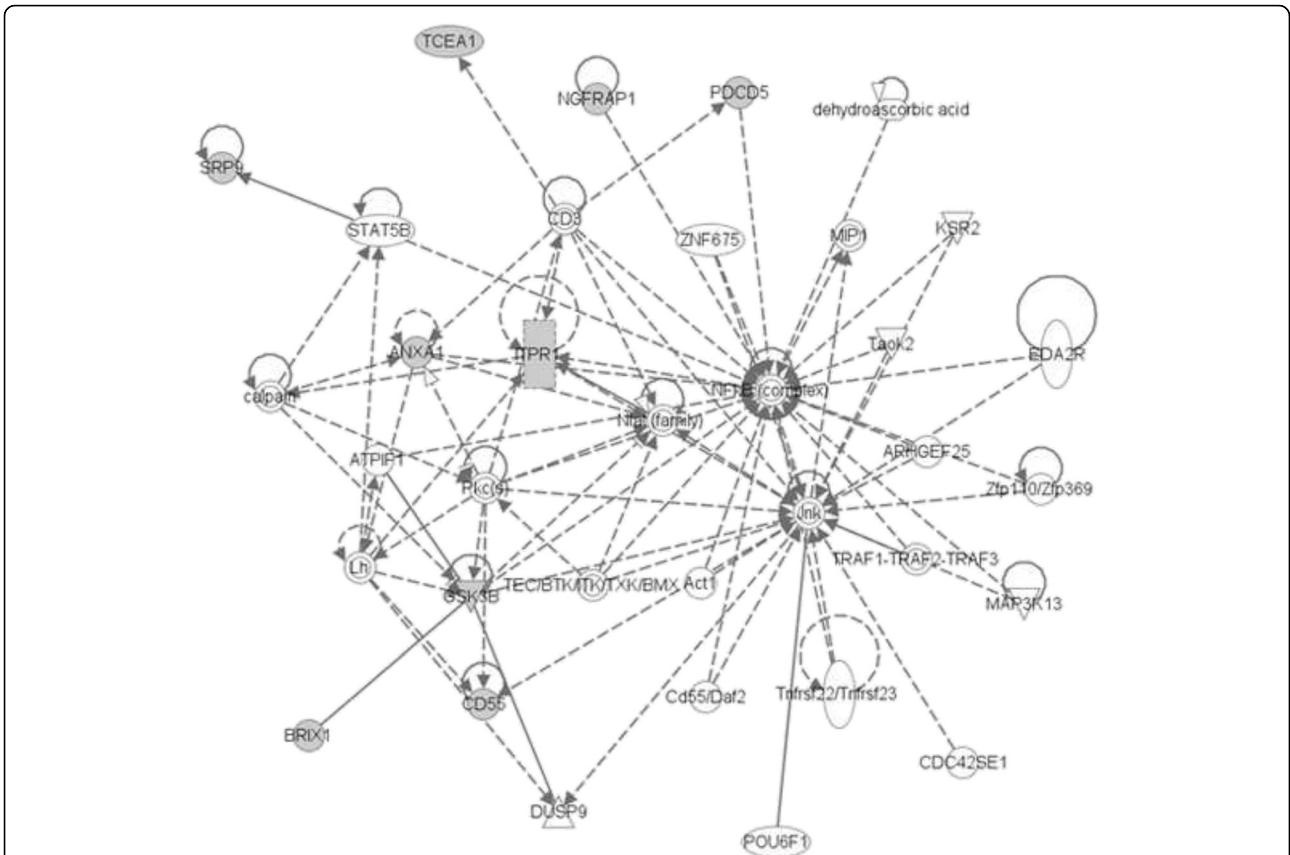 TCEA1
NGFRAP1
PDCD5
dehydroascorbic acid
SRP9
CD3
STAT5B
ZNF675
MIP1
KSR2
Taok2
ANXA1
ITPR1
EDA2R
calpain
(complex)
(family)
ARHGEF25
ATPIF1
Pkc(s)
Zfp110/Zfp369
Jnk
TRAF1-TRAF2-TRAF3
Lh
GSK3B
TEC/BTK/ITK/TXK/BMX
Act1
MAP3K13
CD55
Cd55/Daf2
Tnfrsf22/Tnfrsf23
BRIX1
CDC42SE1
DUSP9
POU6F1